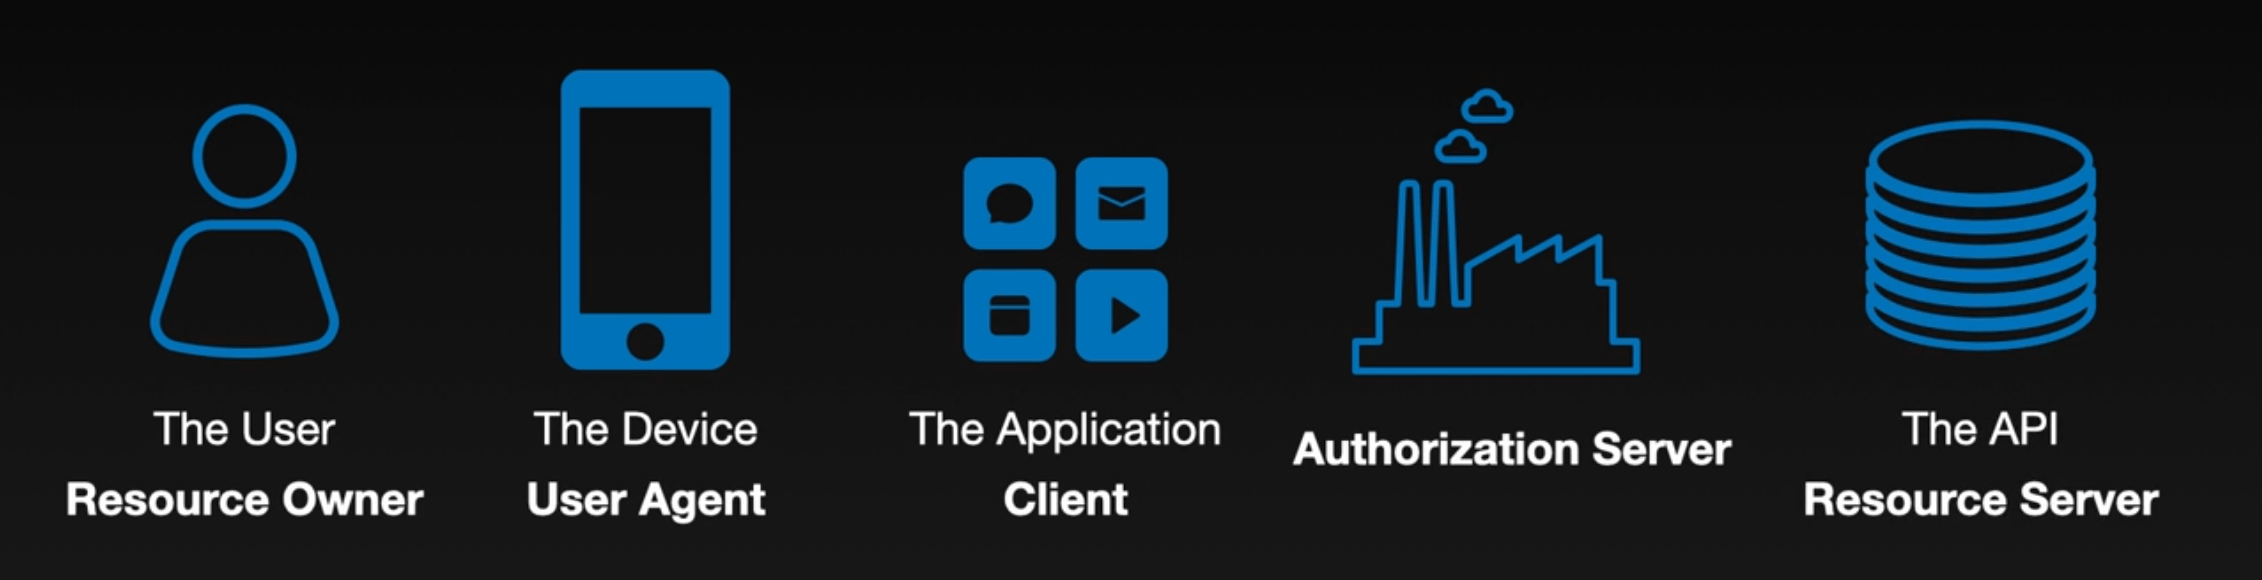 The User
Resource Owner
The Device
User Agent
The Application
Client
Authorization Server
The API
Resource Server